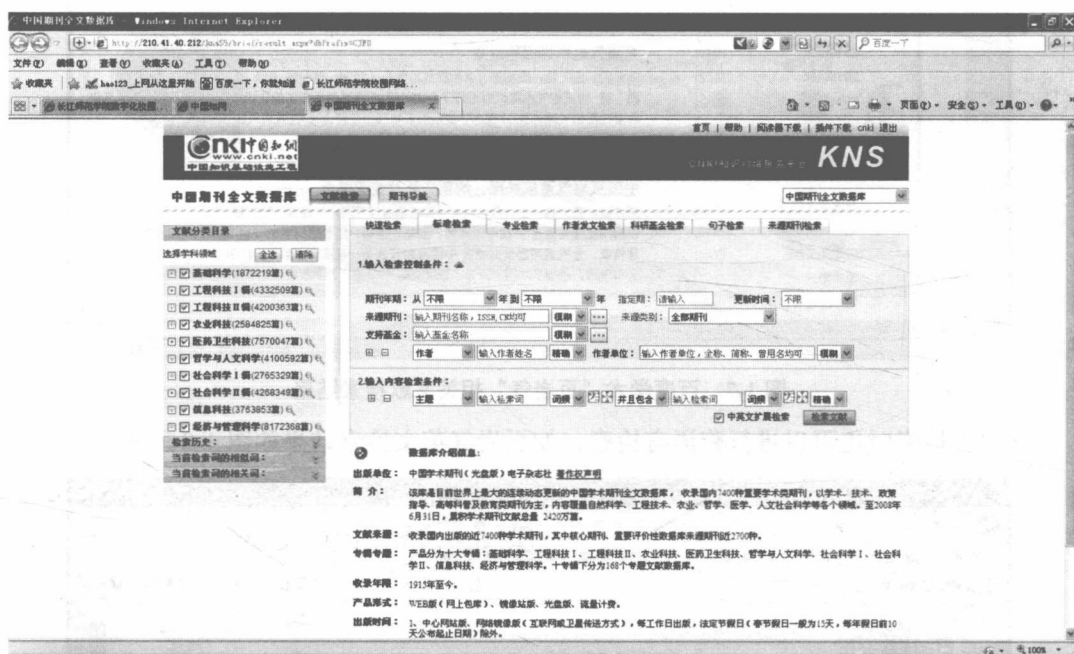 中国期刊全文数据库 - Windows Internet Explorer
http://210.41.40.212/kns55/brief/result.aspx?dbPrefix=CJFQ
百度一下
文件(F) 编辑(E) 查看(V) 收藏夹(A) 工具(T) 帮助(H)
收藏夹 hao123_上网从这里开始 百度一下，你就知道 长江师范学院校园网络...
长江师范学院数字化校园... 中国知网 中国期刊全文数据库 x
页面(P) 安全(S) 工具(O)
首页 | 帮助 | 阅读器下载 | 插件下载 cnki 退出
CNKI中国知网
www.cnki.net
中国知识基础设施工程
KNS
中国期刊全文数据库 文献检索 期刊导航 中国期刊全文数据库
文献分类目录
选择学科领域 全选 清除
基础科学(1872219篇)
工程科技Ⅰ辑(4332509篇)
工程科技Ⅱ辑(4200363篇)
农业科技(2584825篇)
医药卫生科技(7570047篇)
哲学与人文科学(4100592篇)
社会科学Ⅰ辑(2765329篇)
社会科学Ⅱ辑(4268349篇)
信息科技(3763853篇)
经济与管理科学(8172368篇)
检索历史：
当前检索词的相似词：
当前检索词的相关词：
快速检索 标准检索 专业检索 作者发文检索 科研基金检索 句子检索 来源期刊检索
1.输入检索控制条件：
期刊年期：从 不限 年 到 不限 年 指定期：请输入 更新时间：不限
来源期刊：输入期刊名称，ISSN,CN均可 模糊 ... 来源类别：全部期刊
支持基金：输入基金名称 模糊 ...
作者 输入作者姓名 精确 作者单位：输入作者单位，全称、简称、曾用名均可 模糊
2.输入内容检索条件：
主题 输入检索词 词频 并且包含 输入检索词 词频 精确
中英文扩展检索 检索文献
数据库介绍信息：
出版单位：中国学术期刊（光盘版）电子杂志社 著作权声明
简 介：该库是目前世界上最大的连续动态更新的中国学术期刊全文数据库，收录国内7400种重要学术类期刊，以学术、技术、政策
指导、高等科普及教育类期刊为主，内容覆盖自然科学、工程技术、农业、哲学、医学、人文社会科学等各个领域。至2008年
6月31日，累积学术期刊文献总量 2420万篇。
文献来源：收录国内出版的近7400种学术期刊，其中核心期刊、重要评价性数据库来源期刊近2700种。
专辑专题：产品分为十大专辑：基础科学、工程科技Ⅰ、工程科技Ⅱ、农业科技、医药卫生科技、哲学与人文科学、社会科学Ⅰ、社会科
学Ⅱ、信息科技、经济与管理科学。十专辑下分为168个专题文献数据库。
收录年限：1915年至今。
产品形式：WEB版（网上包库）、镜像站版、光盘版、流量计费。
出版时间：1、中心网站版、网络镜像版（互联网或卫星传送方式），每工作日出版，法定节假日（春节假日一般为15天，每年假日前10
天公布起止日期）除外。
100%